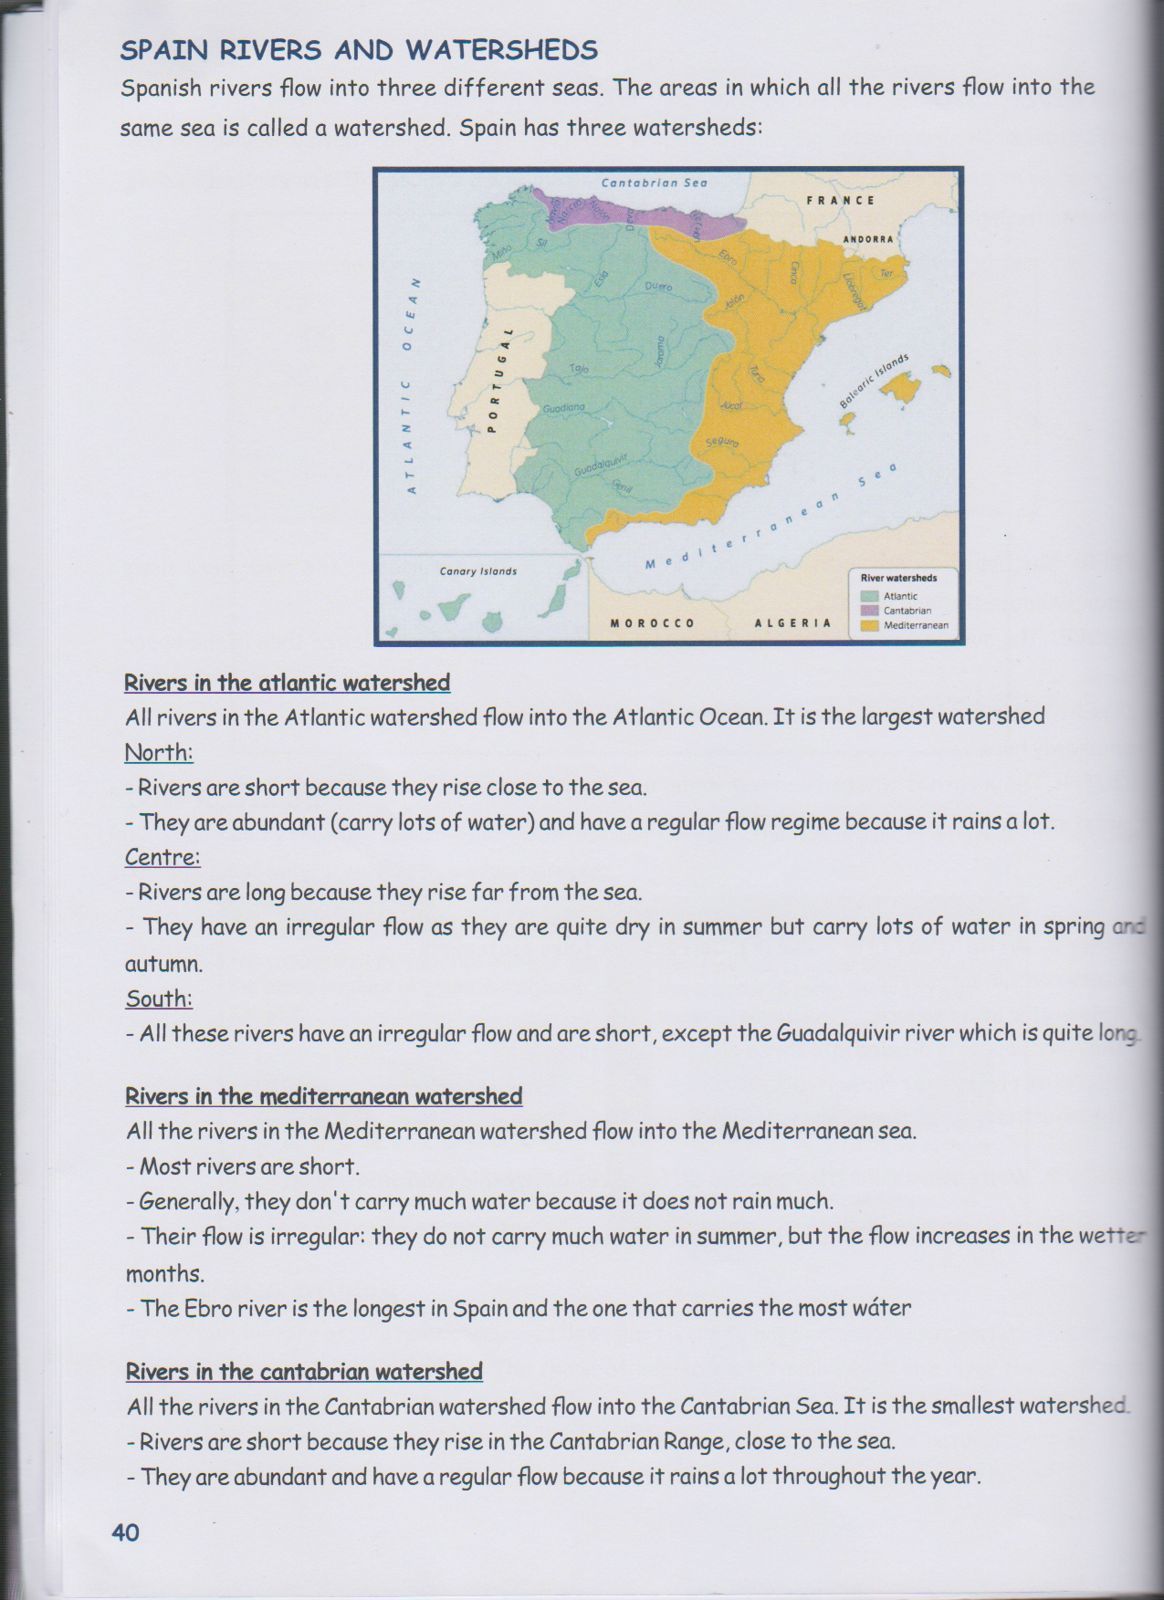 SPAIN RIVERS AND WATERSHEDS
Spanish rivers flow into three different seas. The areas in which all the rivers flow into the
same sea is called a watershed. Spain has three watersheds:
Cantabrian Sea
FRANCE
ANDORRA
Navia
Narcea
Nalón
Deva
Miño
Sil
Ebro
Cinca
Ter
Llobregat
Esla
Duero
Jalón
ATLANTIC OCEAN
PORTUGAL
Jarama
Tajo
Turia
Balearic Islands
Guadiana
Júcar
Segura
Guadalquivir
Genil
Mediterranean Sea
Canary Islands
MOROCCO
ALGERIA
River watersheds
Atlantic
Cantabrian
Mediterranean
Rivers in the atlantic watershed
All rivers in the Atlantic watershed flow into the Atlantic Ocean. It is the largest watershed
North:
- Rivers are short because they rise close to the sea.
- They are abundant (carry lots of water) and have a regular flow regime because it rains a lot.
Centre:
- Rivers are long because they rise far from the sea.
- They have an irregular flow as they are quite dry in summer but carry lots of water in spring and
autumn.
South:
- All these rivers have an irregular flow and are short, except the Guadalquivir river which is quite long.
Rivers in the mediterranean watershed
All the rivers in the Mediterranean watershed flow into the Mediterranean sea.
- Most rivers are short.
- Generally, they don't carry much water because it does not rain much.
- Their flow is irregular: they do not carry much water in summer, but the flow increases in the wetter
months.
- The Ebro river is the longest in Spain and the one that carries the most wáter
Rivers in the cantabrian watershed
All the rivers in the Cantabrian watershed flow into the Cantabrian Sea. It is the smallest watershed.
- Rivers are short because they rise in the Cantabrian Range, close to the sea.
- They are abundant and have a regular flow because it rains a lot throughout the year.
40